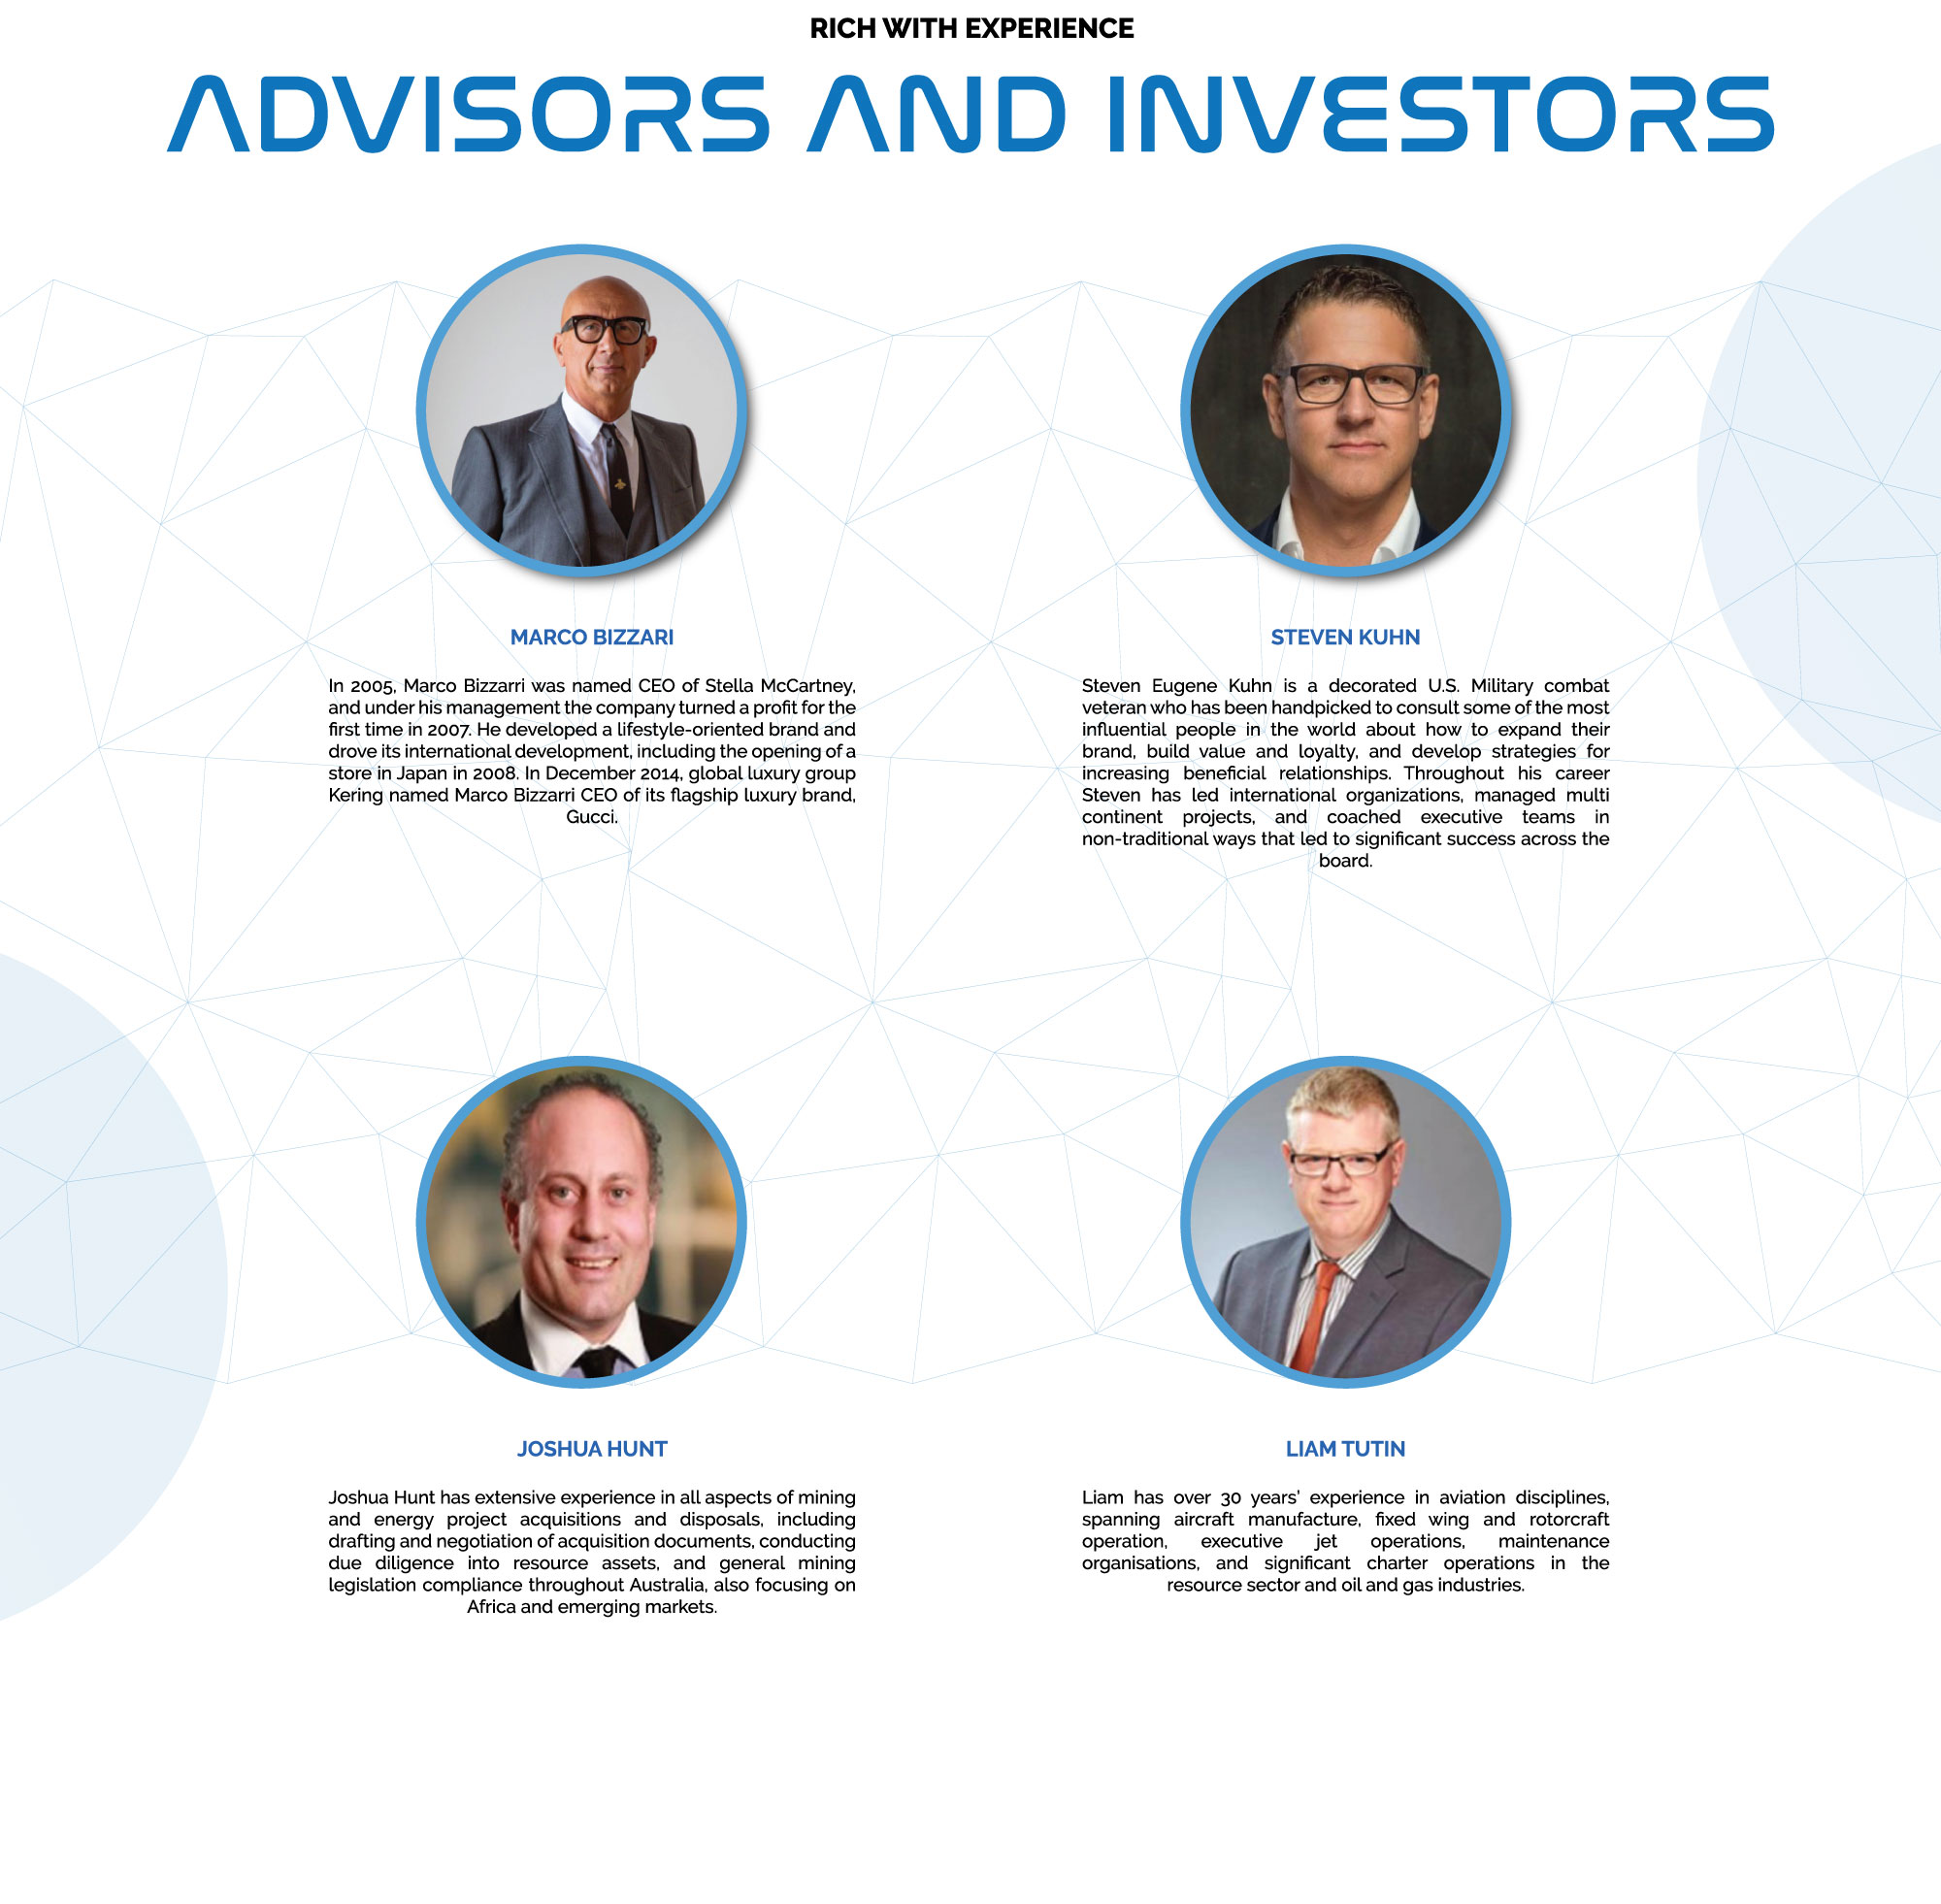 RICH WITH EXPERIENCE
ADVISORS AND INVESTORS
MARCO BIZZARI
In 2005, Marco Bizzarri was named CEO of Stella McCartney,
and under his management the company turned a profit for the
first time in 2007. He developed a lifestyle-oriented brand and
drove its international development, including the opening of a
store in Japan in 2008. In December 2014, global luxury group
Kering named Marco Bizzarri CEO of its flagship luxury brand,
Gucci.
STEVEN KUHN
Steven Eugene Kuhn is a decorated U.S. Military combat
veteran who has been handpicked to consult some of the most
influential people in the world about how to expand their
brand, build value and loyalty, and develop strategies for
increasing beneficial relationships. Throughout his career
Steven has led international organizations, managed multi
continent projects, and coached executive teams in
non-traditional ways that led to significant success across the
board.
JOSHUA HUNT
Joshua Hunt has extensive experience in all aspects of mining
and energy project acquisitions and disposals, including
drafting and negotiation of acquisition documents, conducting
due diligence into resource assets, and general mining
legislation compliance throughout Australia, also focusing on
Africa and emerging markets.
LIAM TUTIN
Liam has over 30 years’ experience in aviation disciplines,
spanning aircraft manufacture, fixed wing and rotorcraft
operation, executive jet operations, maintenance
organisations, and significant charter operations in the
resource sector and oil and gas industries.